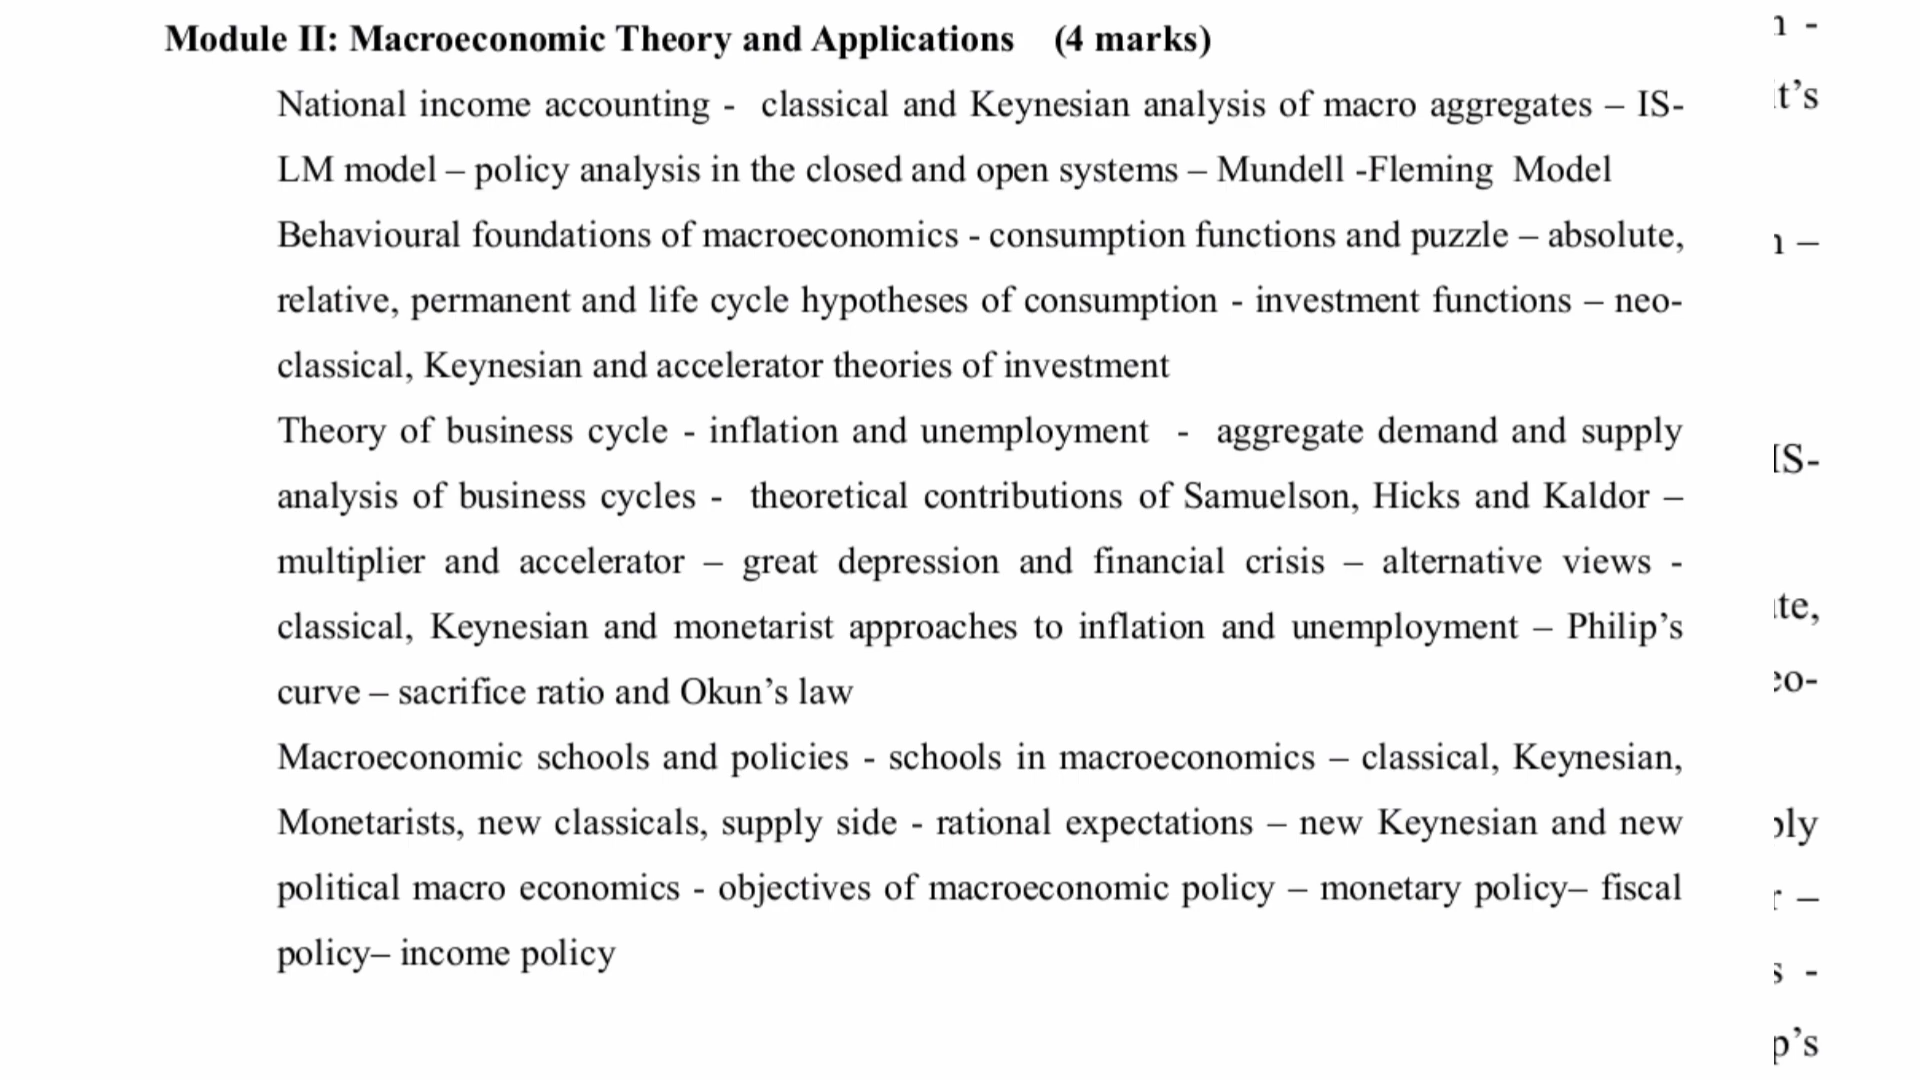 Module II: Macroeconomic Theory and Applications (4 marks)
National income accounting - classical and Keynesian analysis of macro aggregates – IS-
LM model – policy analysis in the closed and open systems – Mundell -Fleming Model
Behavioural foundations of macroeconomics - consumption functions and puzzle – absolute,
relative, permanent and life cycle hypotheses of consumption - investment functions – neo-
classical, Keynesian and accelerator theories of investment
Theory of business cycle - inflation and unemployment - aggregate demand and supply
analysis of business cycles - theoretical contributions of Samuelson, Hicks and Kaldor –
multiplier and accelerator – great depression and financial crisis – alternative views -
classical, Keynesian and monetarist approaches to inflation and unemployment – Philip’s
curve – sacrifice ratio and Okun’s law
Macroeconomic schools and policies - schools in macroeconomics – classical, Keynesian,
Monetarists, new classicals, supply side - rational expectations – new Keynesian and new
political macro economics - objectives of macroeconomic policy – monetary policy– fiscal
policy– income policy